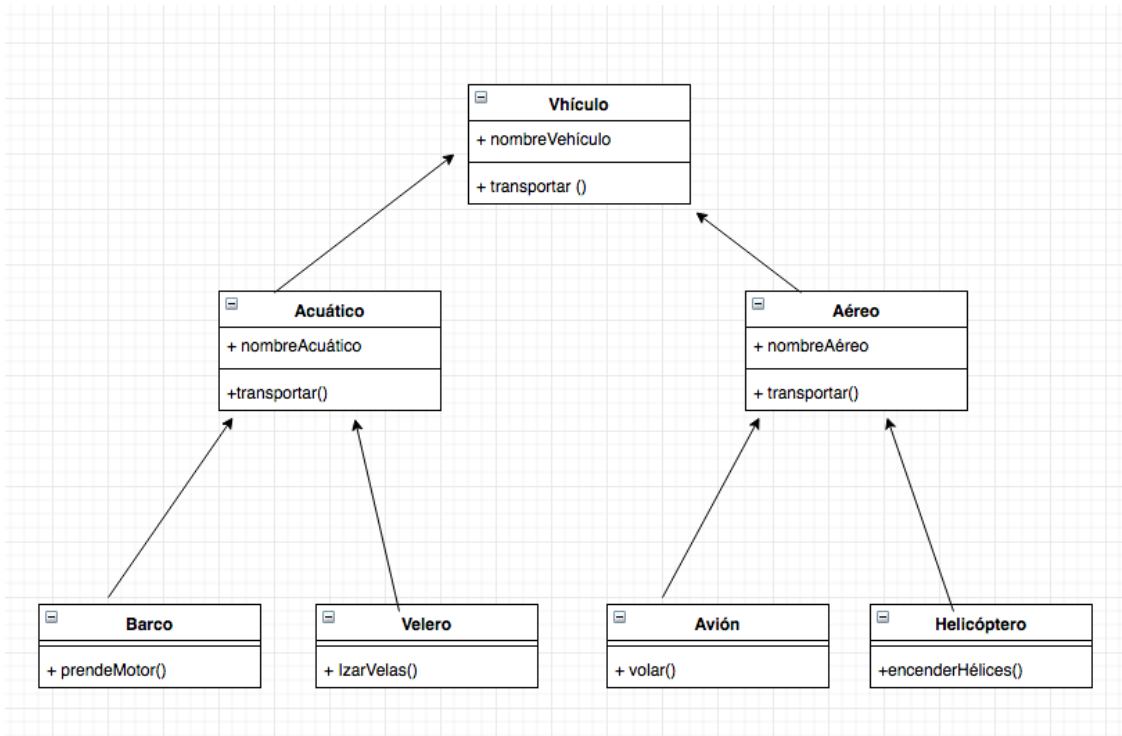 Vhículo
+ nombreVehículo
+ transportar ()
Acuático
+ nombreAcuático
+transportar()
Aéreo
+ nombreAéreo
+ transportar()
Barco
+ prendeMotor()
Velero
+ IzarVelas()
Avión
+ volar()
Helicóptero
+encenderHélices()